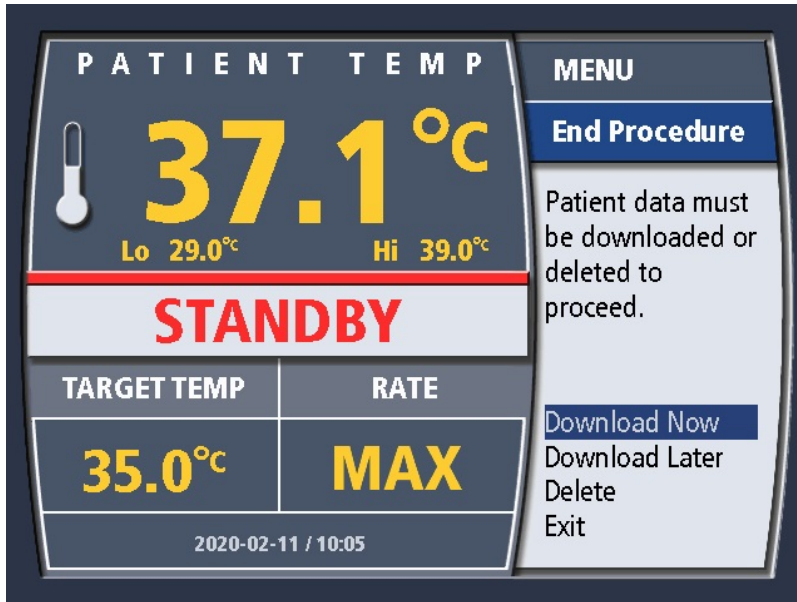 PATIENT TEMP
37.1°C
Lo 29.0°C Hi 39.0°C
STANDBY
TARGET TEMP RATE
35.0°C MAX
2020-02-11 / 10:05
MENU
End Procedure
Patient data must
be downloaded or
deleted to
proceed.
Download Now
Download Later
Delete
Exit